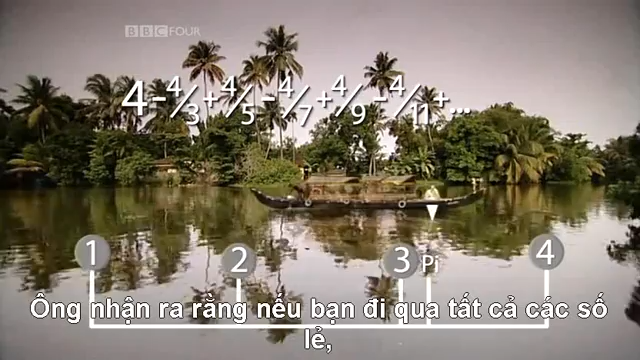 BBC FOUR
4-4/3+4/5-4/7+4/9-4/11+...
1 2 3 Pi 4
Ông nhận ra rằng nếu bạn đi qua tất cả các số
lẻ,